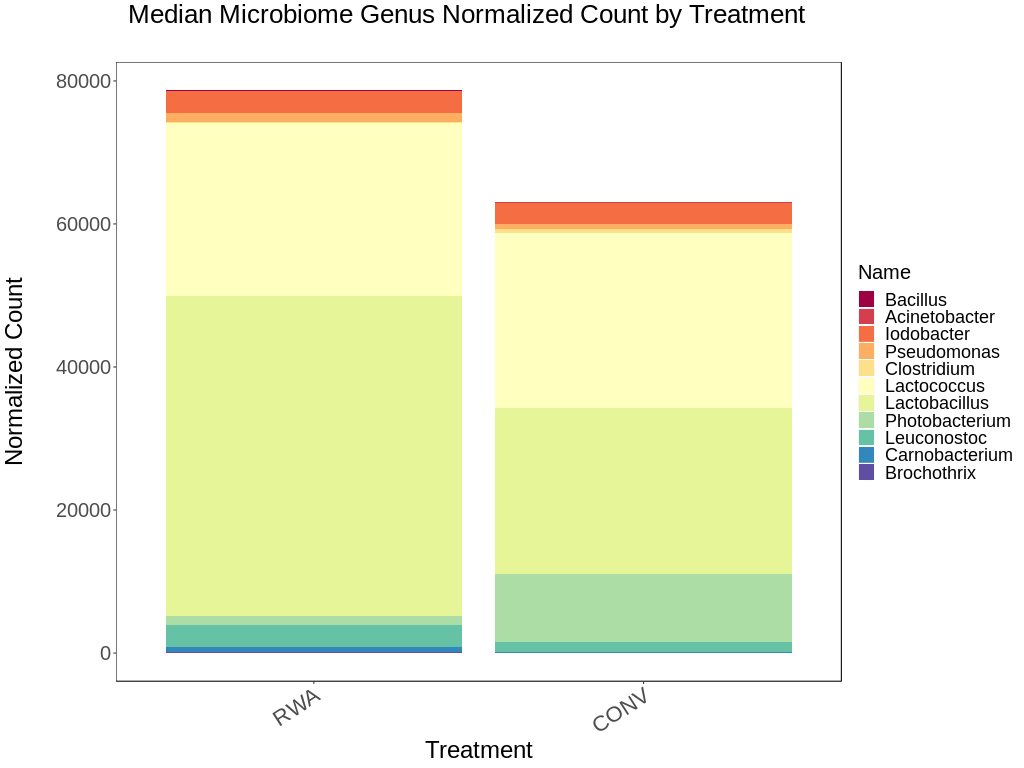 Median Microbiome Genus Normalized Count by Treatment
Normalized Count
80000
60000
40000
20000
0
RWA
CONV
Treatment
Name
Bacillus
Acinetobacter
Iodobacter
Pseudomonas
Clostridium
Lactococcus
Lactobacillus
Photobacterium
Leuconostoc
Carnobacterium
Brochothrix